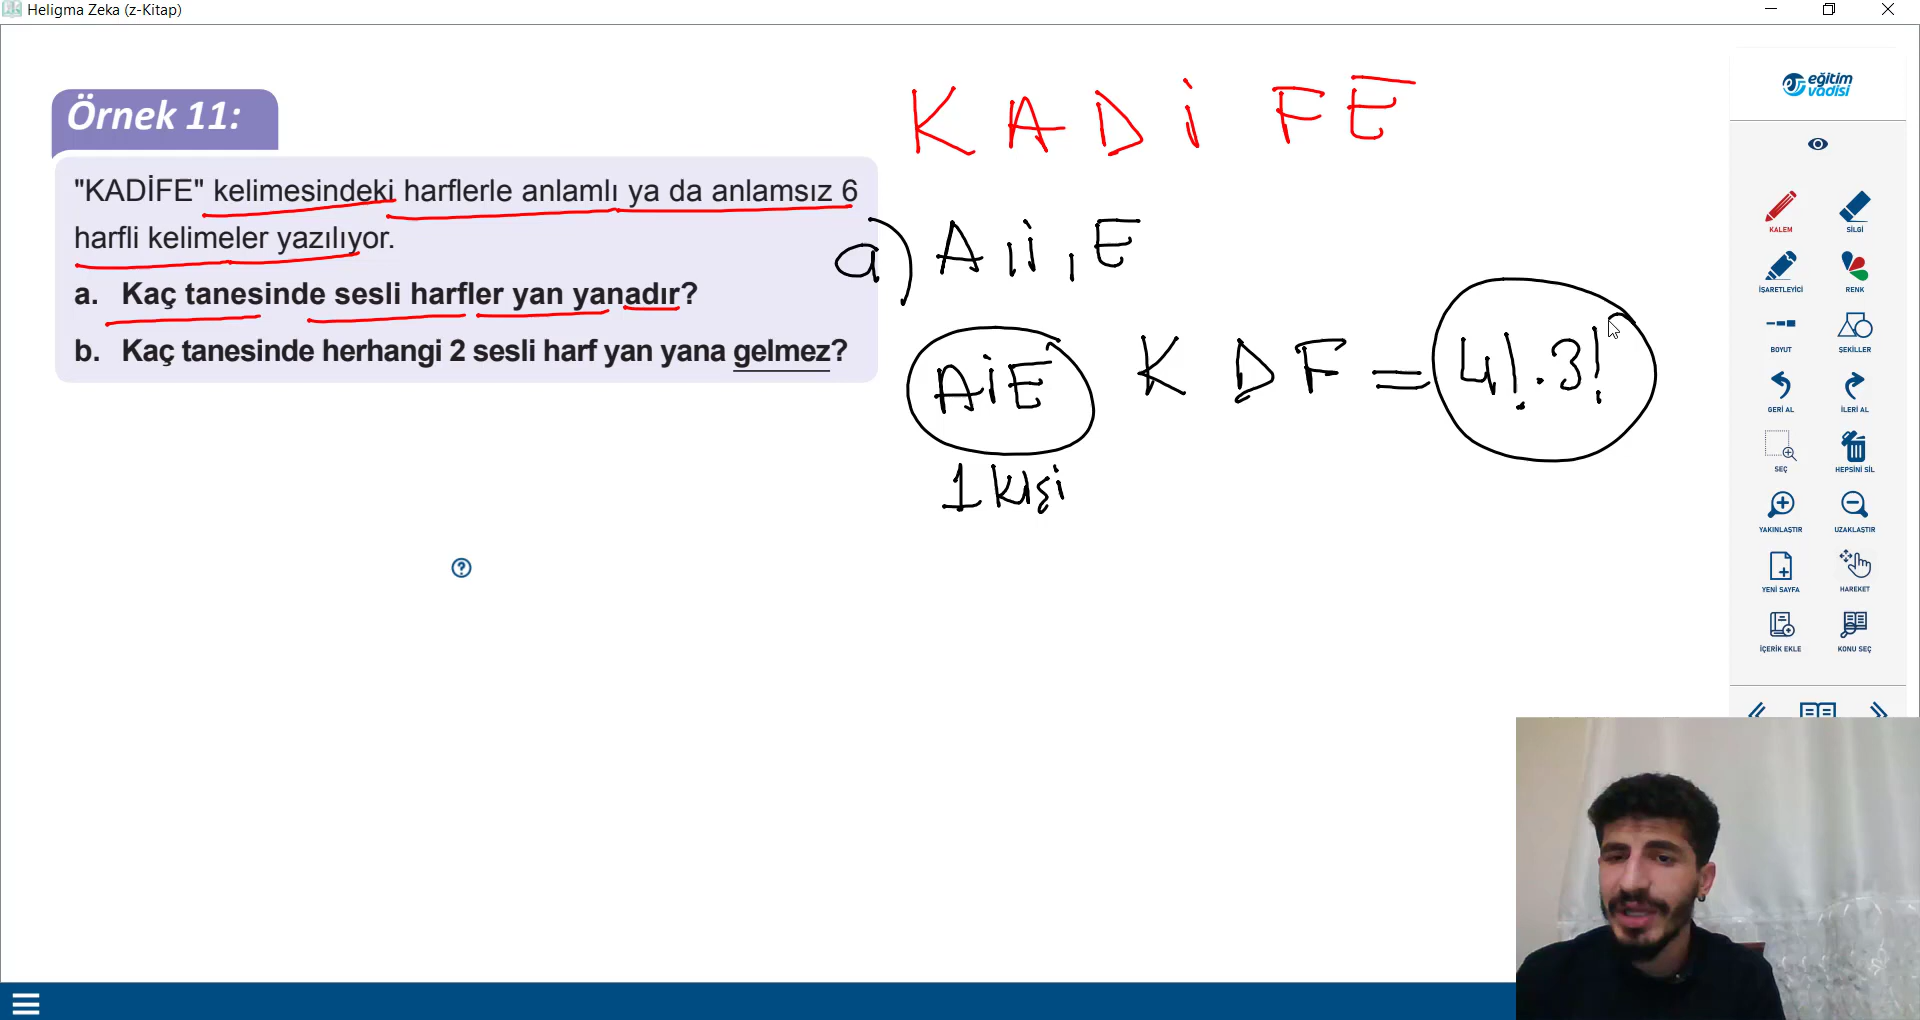 Heligma Zeka (z-Kitap)
Örnek 11:
"KADİFE" kelimesindeki harflerle anlamlı ya da anlamsız 6
harfli kelimeler yazılıyor.
a. Kaç tanesinde sesli harfler yan yanadır?
b. Kaç tanesinde herhangi 2 sesli harf yan yana gelmez?
KADİFE
a) A, İ, E
AİE K D F = 4! . 3!
1 kişi
eğitim
vadisi
KALEM SİLGİ
İŞARETLEYİCİ RENK
BOYUT ŞEKİLLER
GERİ AL İLERİ AL
SEÇ HEPSİNİ SİL
YAKINLAŞTIR UZAKLAŞTIR
YENİ SAYFA HAREKET
İÇERİK EKLE KONU SEÇ